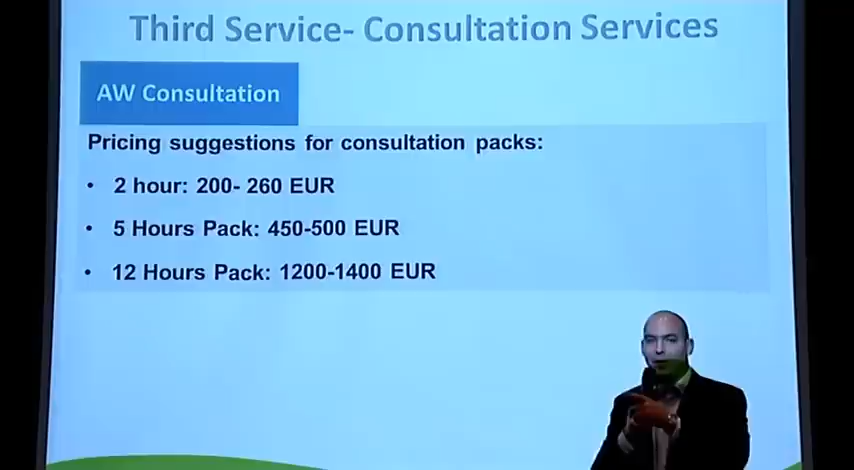 Third Service- Consultation Services
AW Consultation
Pricing suggestions for consultation packs:
• 2 hour: 200- 260 EUR
• 5 Hours Pack: 450-500 EUR
• 12 Hours Pack: 1200-1400 EUR